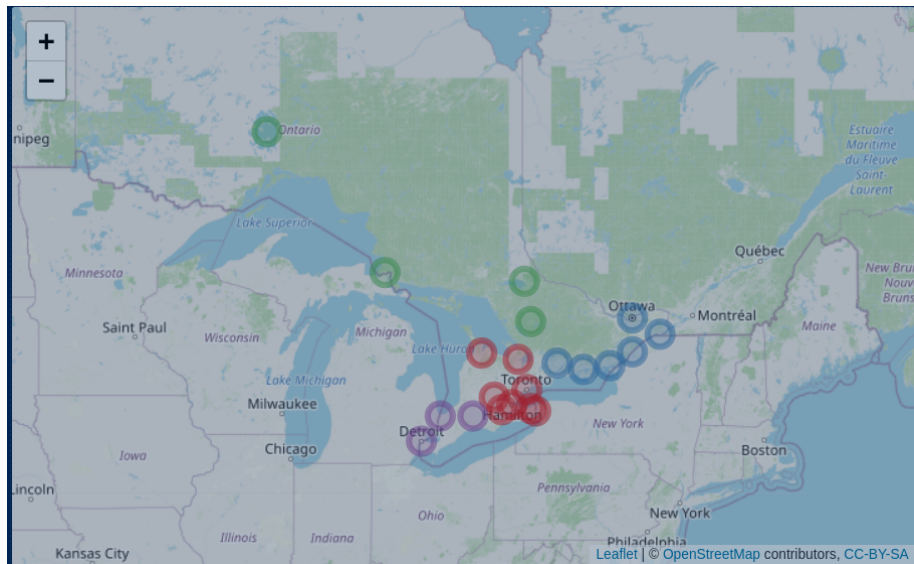 +
−
nipeg
Ontario
Estuaire
Maritime
du Fleuve
Saint-
Laurent
Lake Superior
Québec
Minnesota
New Bru
Nouv
Bruns
Ottawa
Montréal
Saint Paul
Wisconsin
Michigan
Maine
Lake Huron
Lake Michigan
Toronto
Milwaukee
Hamilton
New York
Detroit
Chicago
Boston
Iowa
Lincoln
Pennsylvania
Ohio
New York
Illinois
Indiana
Philadelphia
Kansas City
Leaflet | © OpenStreetMap contributors, CC-BY-SA